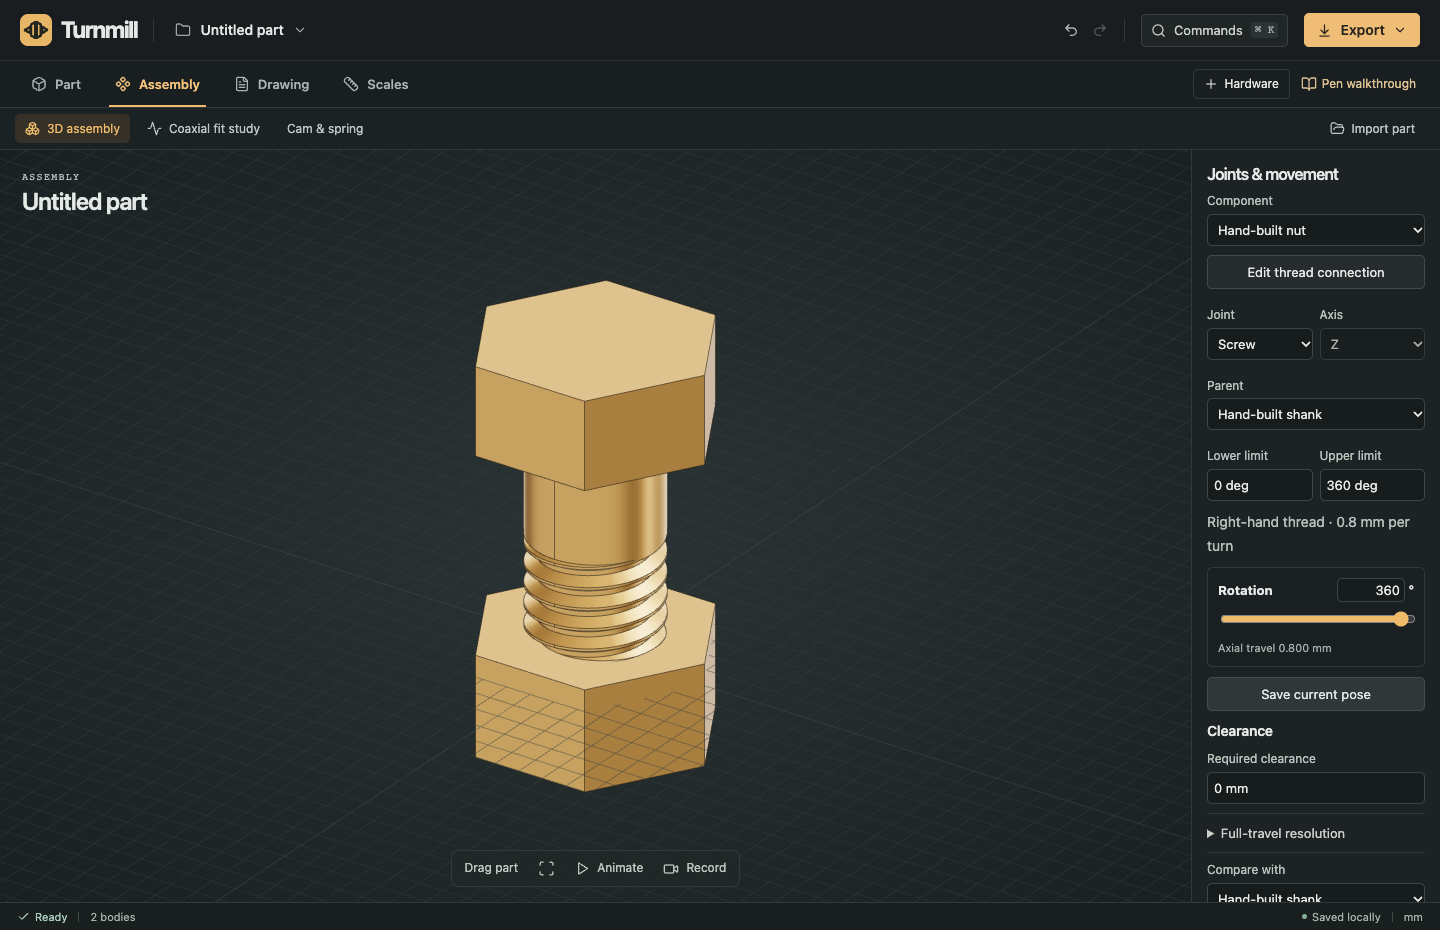 Turnmill
Untitled part
Commands ⌘ K
Export
Part
Assembly
Drawing
Scales
Hardware
Pen walkthrough
3D assembly
Coaxial fit study
Cam & spring
Import part
ASSEMBLY
Untitled part
Joints & movement
Component
Hand-built nut
Edit thread connection
Joint Axis
Screw Z
Parent
Hand-built shank
Lower limit Upper limit
0 deg 360 deg
Right-hand thread · 0.8 mm per
turn
Rotation 360 °
Axial travel 0.800 mm
Save current pose
Clearance
Required clearance
0 mm
Full-travel resolution
Compare with
Hand-built shank
Drag part
Animate
Record
Ready
2 bodies
Saved locally
mm